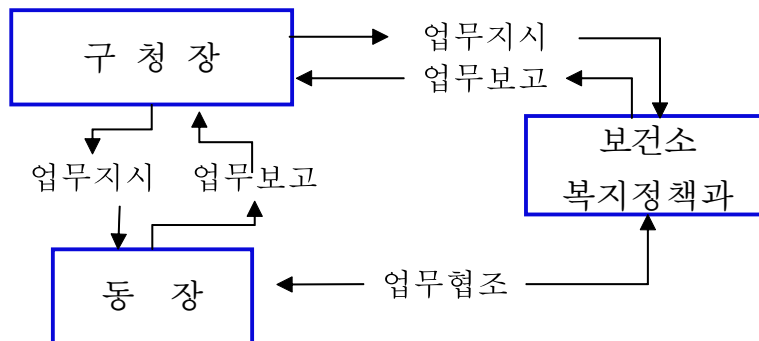 구 청 장
업무지시
업무보고
보건소
복지정책과
업무지시 업무보고
동 장
업무협조